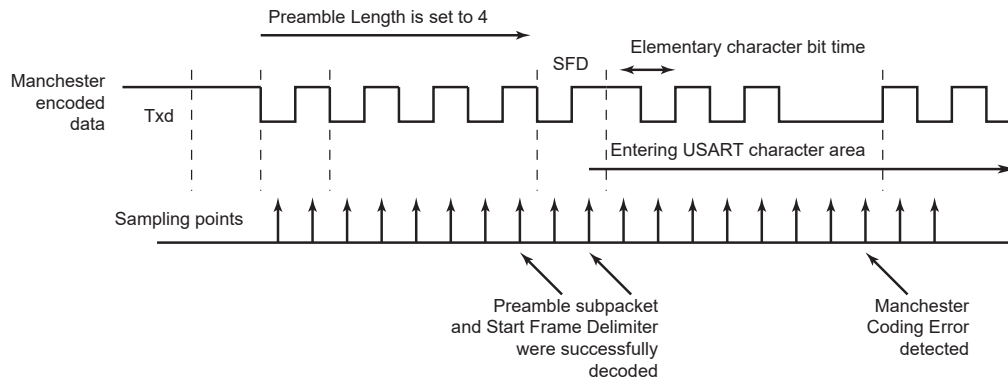 Preamble Length is set to 4
Elementary character bit time
SFD
Manchester
encoded
data
Txd
Entering USART character area
Sampling points
Preamble subpacket
and Start Frame Delimiter
were successfully
decoded
Manchester
Coding Error
detected